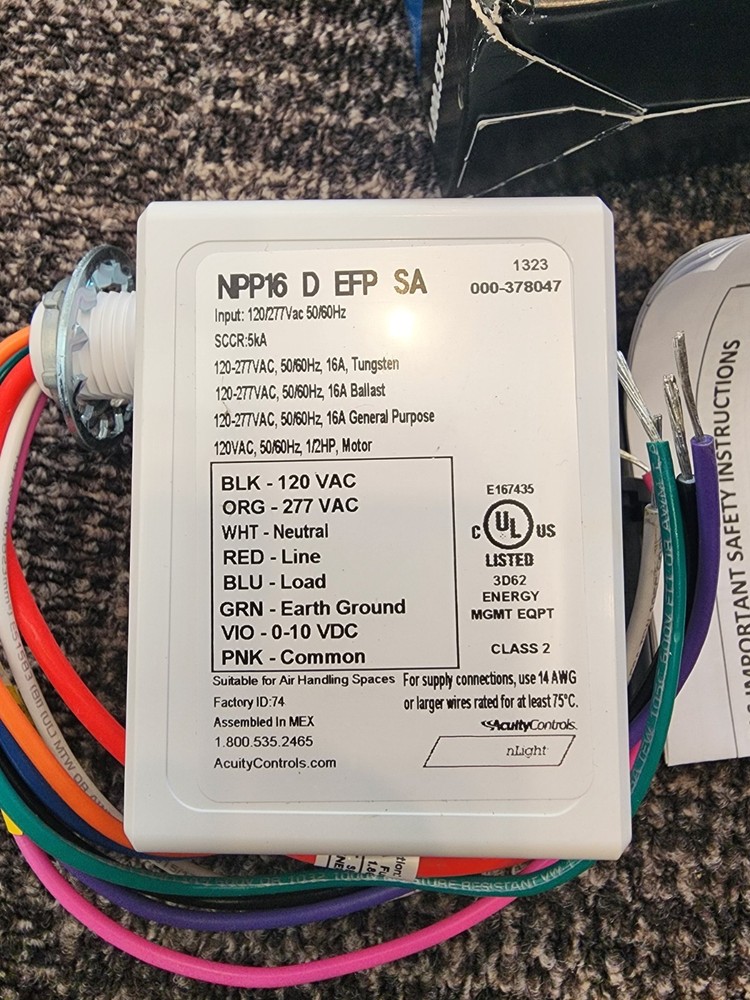 NPP16 D EFP SA
1323
000-378047
Input: 120/277Vac 50/60Hz
SCCR:5kA
120-277VAC, 50/60Hz, 16A, Tungsten
120-277VAC, 50/60Hz, 16A Ballast
120-277VAC, 50/60Hz, 16A General Purpose
120VAC, 50/60Hz, 1/2HP, Motor
BLK - 120 VAC
ORG - 277 VAC
WHT - Neutral
RED - Line
BLU - Load
GRN - Earth Ground
VIO - 0-10 VDC
PNK - Common
E167435
C UL US
LISTED
3D62
ENERGY
MGMT EQPT
CLASS 2
Suitable for Air Handling Spaces
For supply connections, use 14 AWG
or larger wires rated for at least 75°C.
Factory ID:74
Assembled In MEX
1.800.535.2465
AcuityControls.com
AcuityControls.
nLight
IMPORTANT SAFETY INSTRUCTIONS